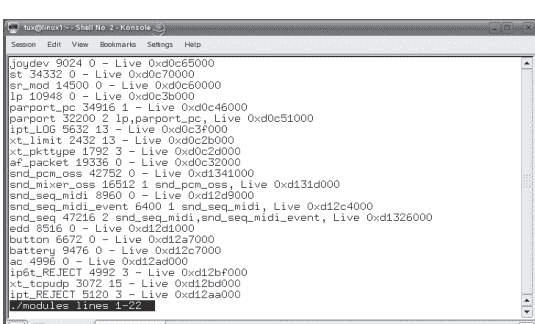 tux@linux1:~ - Shell No. 2 - Konsole
Session Edit View Bookmarks Settings Help
joydev 9024 0 - Live 0xd0c65000
st 34332 0 - Live 0xd0c70000
sr_mod 14500 0 - Live 0xd0c60000
lp 10948 0 - Live 0xd0c3b000
parport_pc 34916 1 - Live 0xd0c46000
parport 32200 2 lp,parport_pc, Live 0xd0c51000
ipt_LOG 5632 13 - Live 0xd0c3f000
xt_limit 2432 13 - Live 0xd0c2b000
xt_pkttype 1792 3 - Live 0xd0c2d000
af_packet 19336 0 - Live 0xd0c32000
snd_pcm_oss 42752 0 - Live 0xd1341000
snd_mixer_oss 16512 1 snd_pcm_oss, Live 0xd131d000
snd_seq_midi 8960 0 - Live 0xd12d9000
snd_seq_midi_event 6400 1 snd_seq_midi, Live 0xd12c4000
snd_seq 47216 2 snd_seq_midi,snd_seq_midi_event, Live 0xd1326000
edd 8516 0 - Live 0xd12d1000
button 6672 0 - Live 0xd12a7000
battery 9476 0 - Live 0xd12c7000
ac 4996 0 - Live 0xd12ad000
ip6t_REJECT 4992 3 - Live 0xd12bf000
xt_tcpudp 3072 15 - Live 0xd12bd000
ipt_REJECT 5120 3 - Live 0xd12aa000
./modules lines 1-22